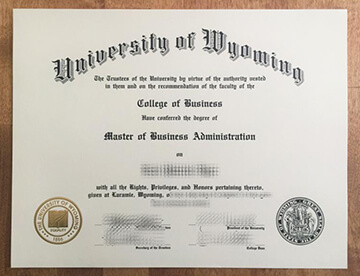 University of Wyoming
The Trustees of the University by virtue of the authority vested
in them and on the recommendation of the faculty of the
College of Business
Have conferred the degree of
Master of Business Administration
on
with all the Rights, Privileges, and Honors pertaining thereto,
given at Laramie, Wyoming,
Secretary of the Trustees
College Dean
THE UNIVERSITY OF WYOMING
EQUALITY